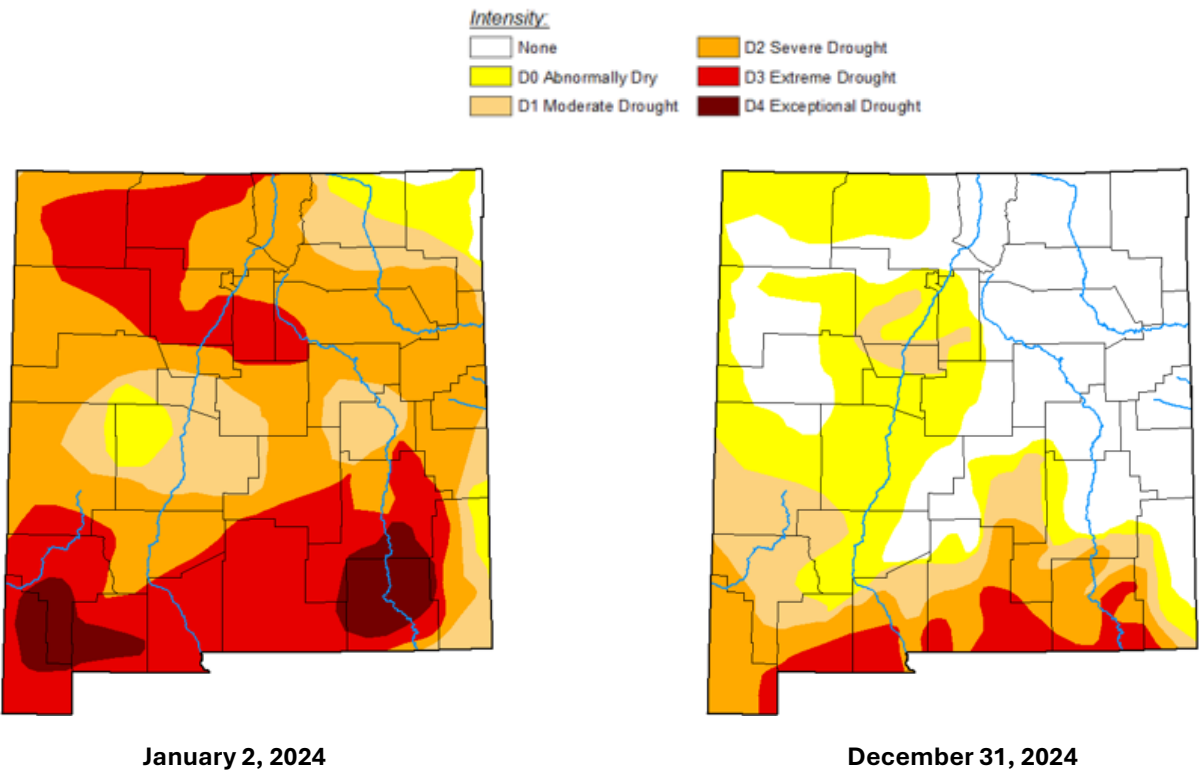 Intensity:
None
D0 Abnormally Dry
D1 Moderate Drought
D2 Severe Drought
D3 Extreme Drought
D4 Exceptional Drought
January 2, 2024
December 31, 2024